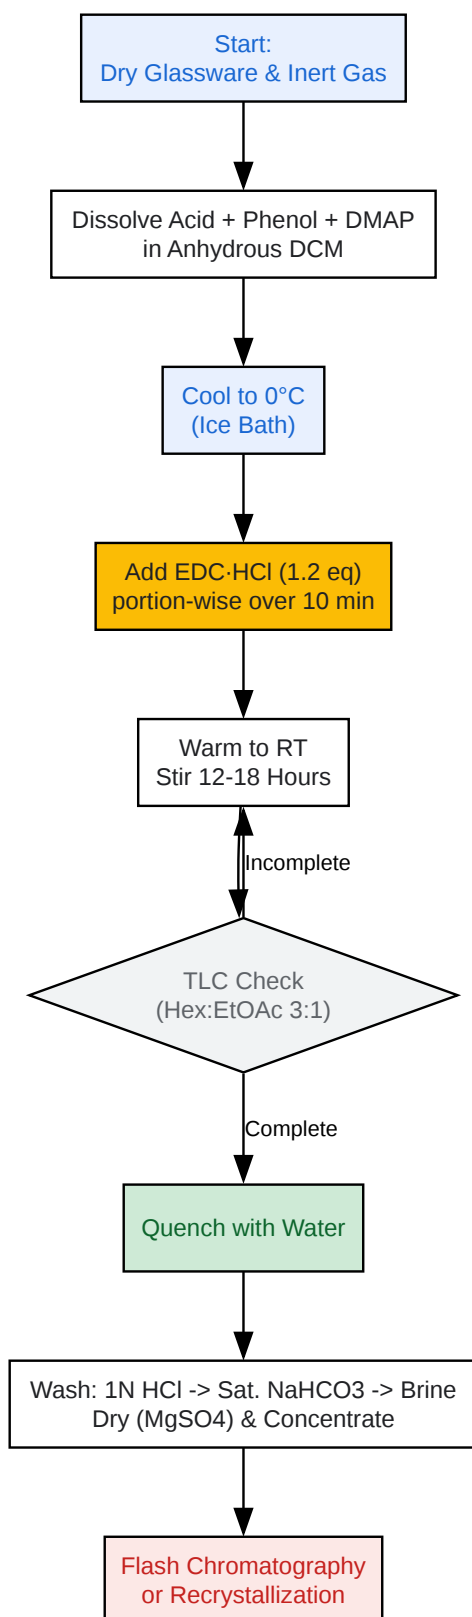 Start:
Dry Glassware & Inert Gas
Dissolve Acid + Phenol + DMAP
in Anhydrous DCM
Cool to 0°C
(Ice Bath)
Add EDC·HCl (1.2 eq)
portion-wise over 10 min
Warm to RT
Stir 12-18 Hours
Incomplete
TLC Check
(Hex:EtOAc 3:1)
Complete
Quench with Water
Wash: 1N HCl -> Sat. NaHCO3 -> Brine
Dry (MgSO4) & Concentrate
Flash Chromatography
or Recrystallization